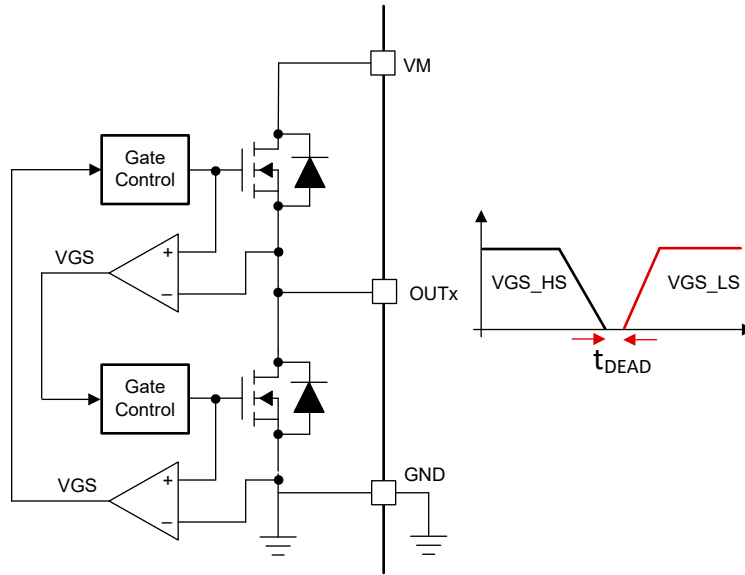 VM
Gate
Control
+
VGS
−
OUTx
VGS_HS
VGS_LS
tDEAD
Gate
Control
+
VGS
−
GND